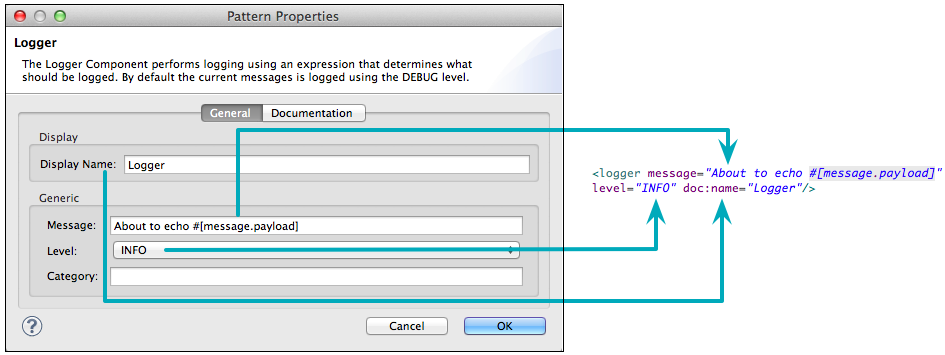 Pattern Properties
Logger
The Logger Component performs logging using an expression that determines what
should be logged. By default the current messages is logged using the DEBUG level.
General Documentation
Display
Display Name: Logger
Generic
Message: About to echo #[message.payload]
Level: INFO
Category:
? Cancel OK
<logger message="About to echo #[message.payload]"
level="INFO" doc:name="Logger"/>